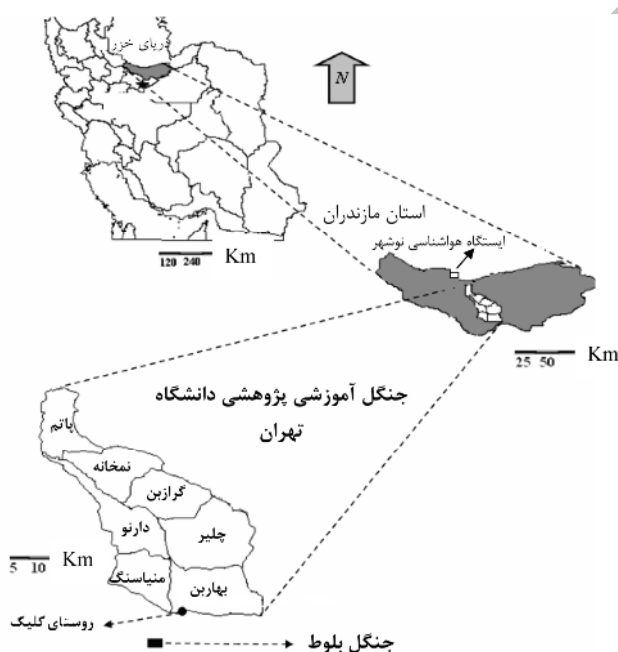 دریای خزر
N
استان مازندران
ایستگاه هواشناسی نوشهر
120 240 Km
25 50 Km
جنگل آموزشی پژوهشی دانشگاه
تهران
پاتم
نمخانه
گرازبن
دارنو
چلیر
5 10 Km
منیاسنگ
بهاربن
روستای کلیک
جنگل بلوط